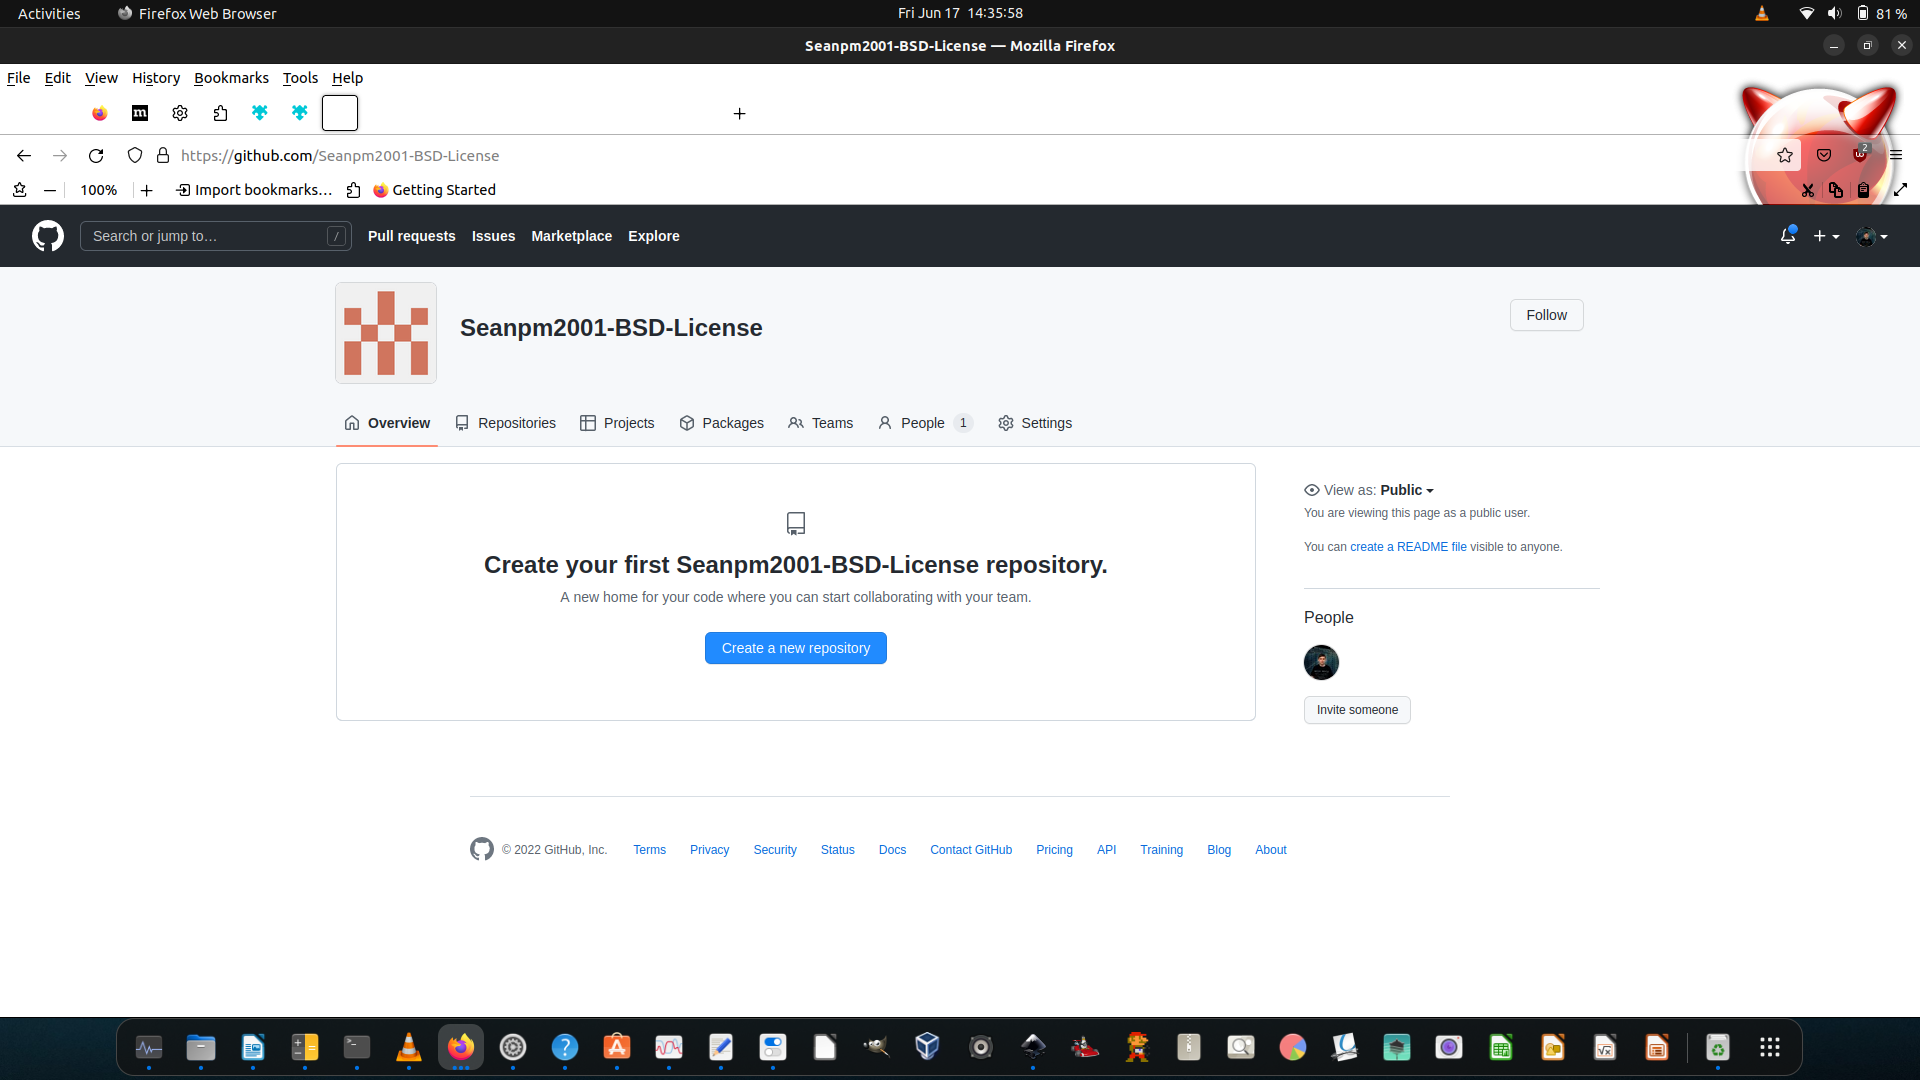 Activities
Firefox Web Browser
Fri Jun 17 14:35:58
81 %
Seanpm2001-BSD-License — Mozilla Firefox
File Edit View History Bookmarks Tools Help
m
https://github.com/Seanpm2001-BSD-License
2
100%
Import bookmarks…
Getting Started
Search or jump to…
/
Pull requests
Issues
Marketplace
Explore
Seanpm2001-BSD-License
Follow
Overview
Repositories
Projects
Packages
Teams
People 1
Settings
Create your first Seanpm2001-BSD-License repository.
A new home for your code where you can start collaborating with your team.
Create a new repository
View as: Public
You are viewing this page as a public user.
You can create a README file visible to anyone.
People
Invite someone
© 2022 GitHub, Inc.
Terms
Privacy
Security
Status
Docs
Contact GitHub
Pricing
API
Training
Blog
About